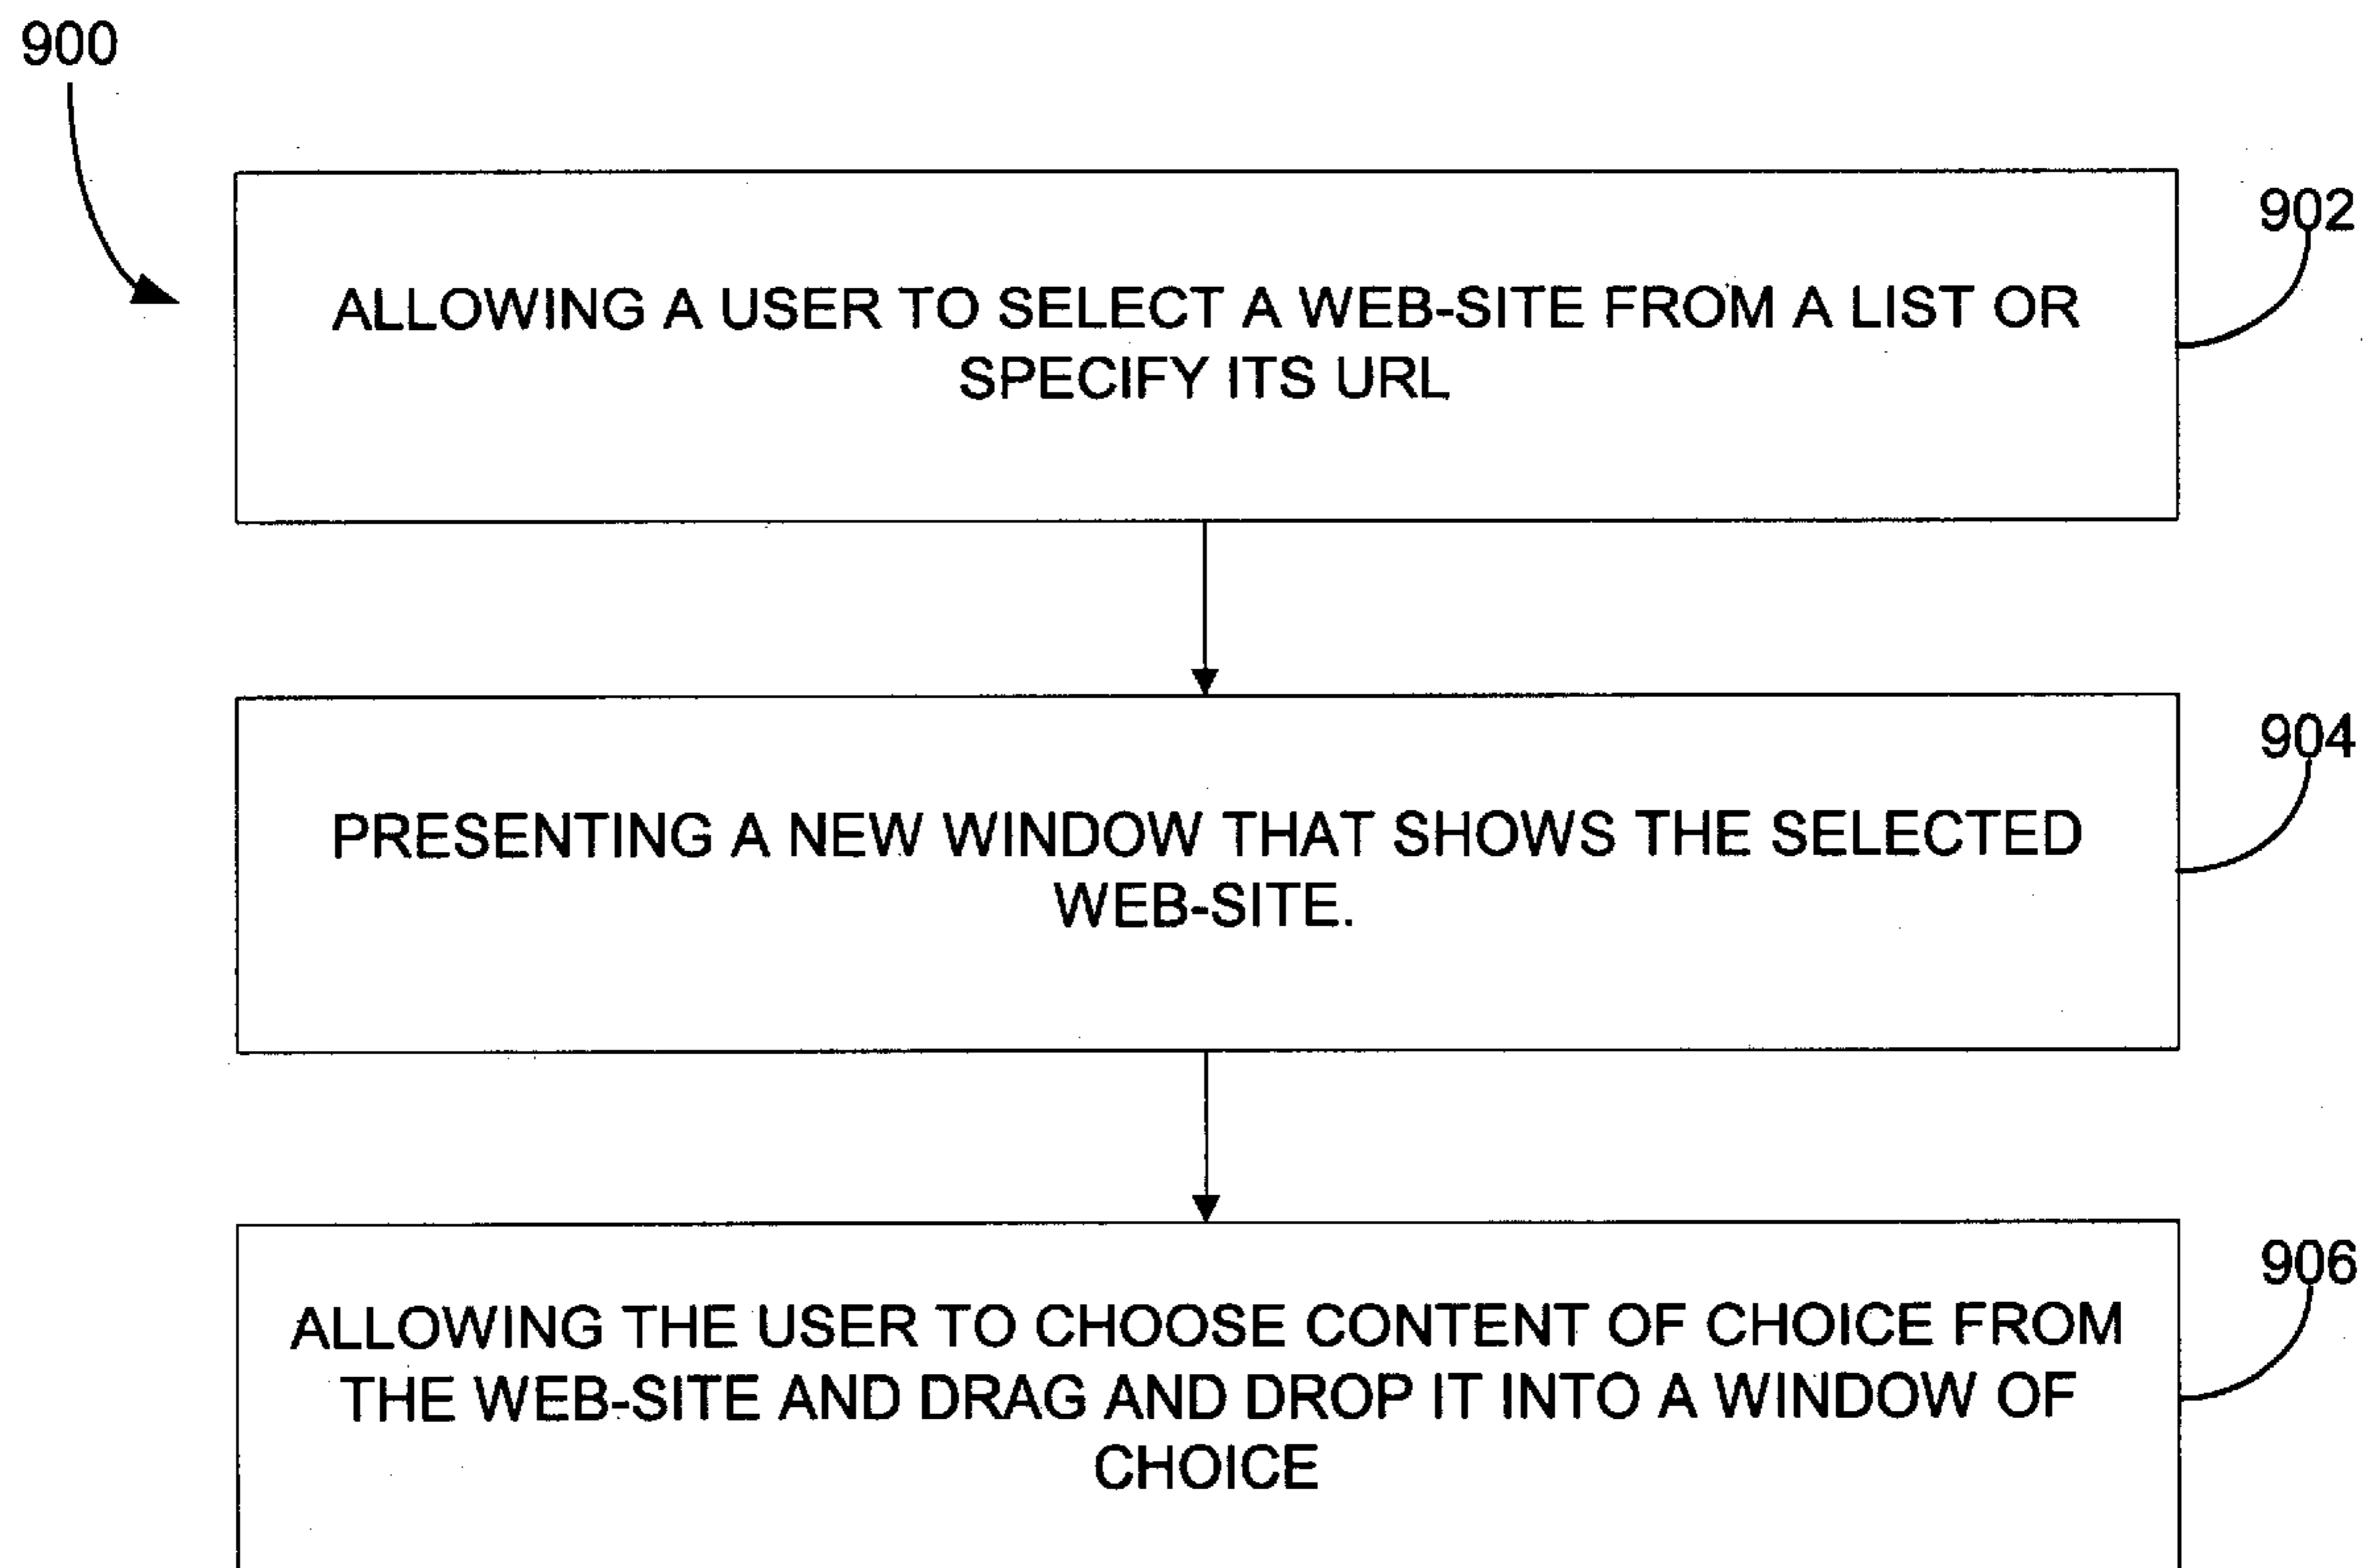 900
902
ALLOWING A USER TO SELECT A WEB-SITE FROM A LIST OR
SPECIFY ITS URL
904
PRESENTING A NEW WINDOW THAT SHOWS THE SELECTED
WEB-SITE.
906
ALLOWING THE USER TO CHOOSE CONTENT OF CHOICE FROM
THE WEB-SITE AND DRAG AND DROP IT INTO A WINDOW OF
CHOICE